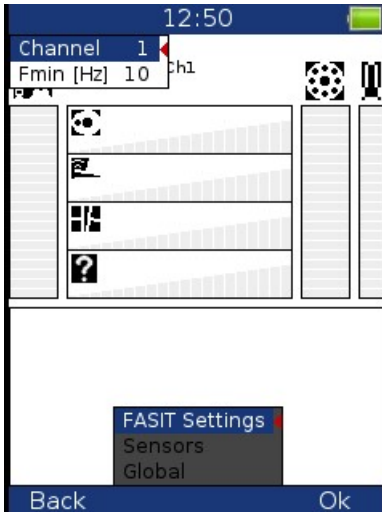 12:50
Channel 1
Fmin [Hz] 10
Ch1
?
FASIT Settings
Sensors
Global
Back Ok